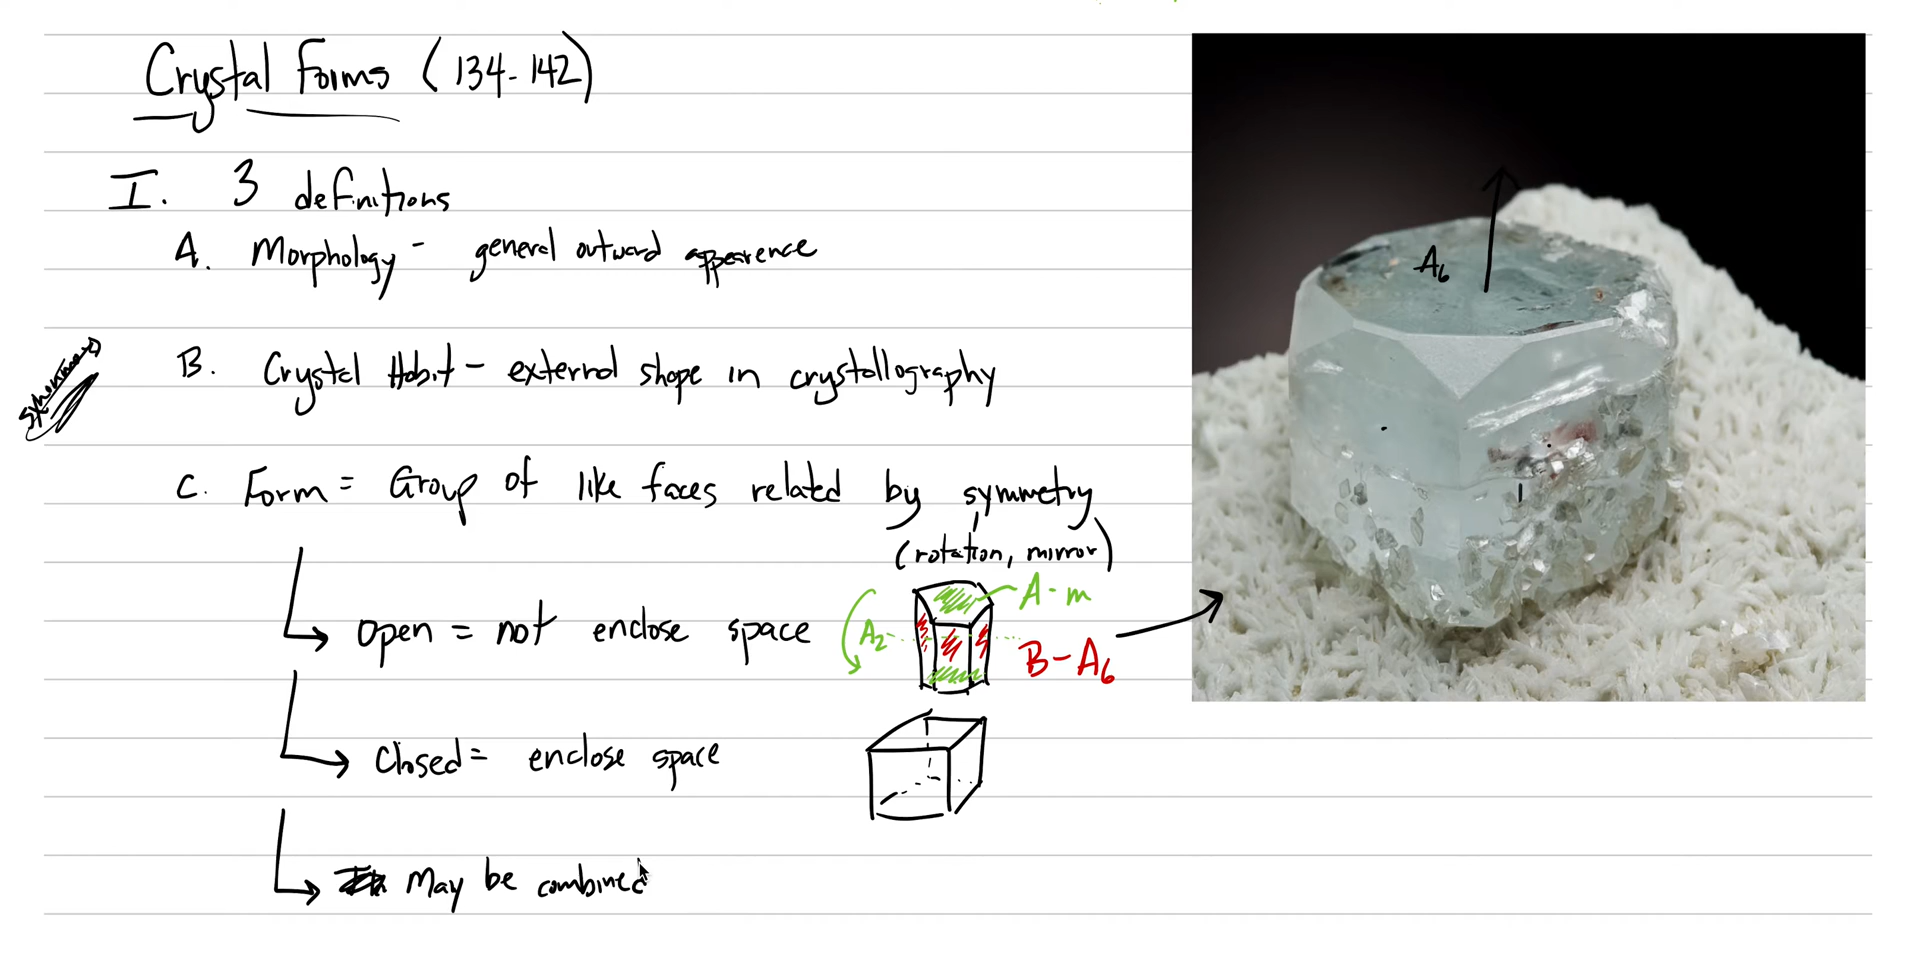 Crystal Forms (134-142)
I. 3 definitions
A. Morphology - general outward appearence
B. Crystal Habit - external shape in crystallography
C. Form = Group of like faces related by symmetry
(rotation, mirror)
A - m
Open = not enclose space
A2
B - A6
Closed = enclose space
May be combined
A6